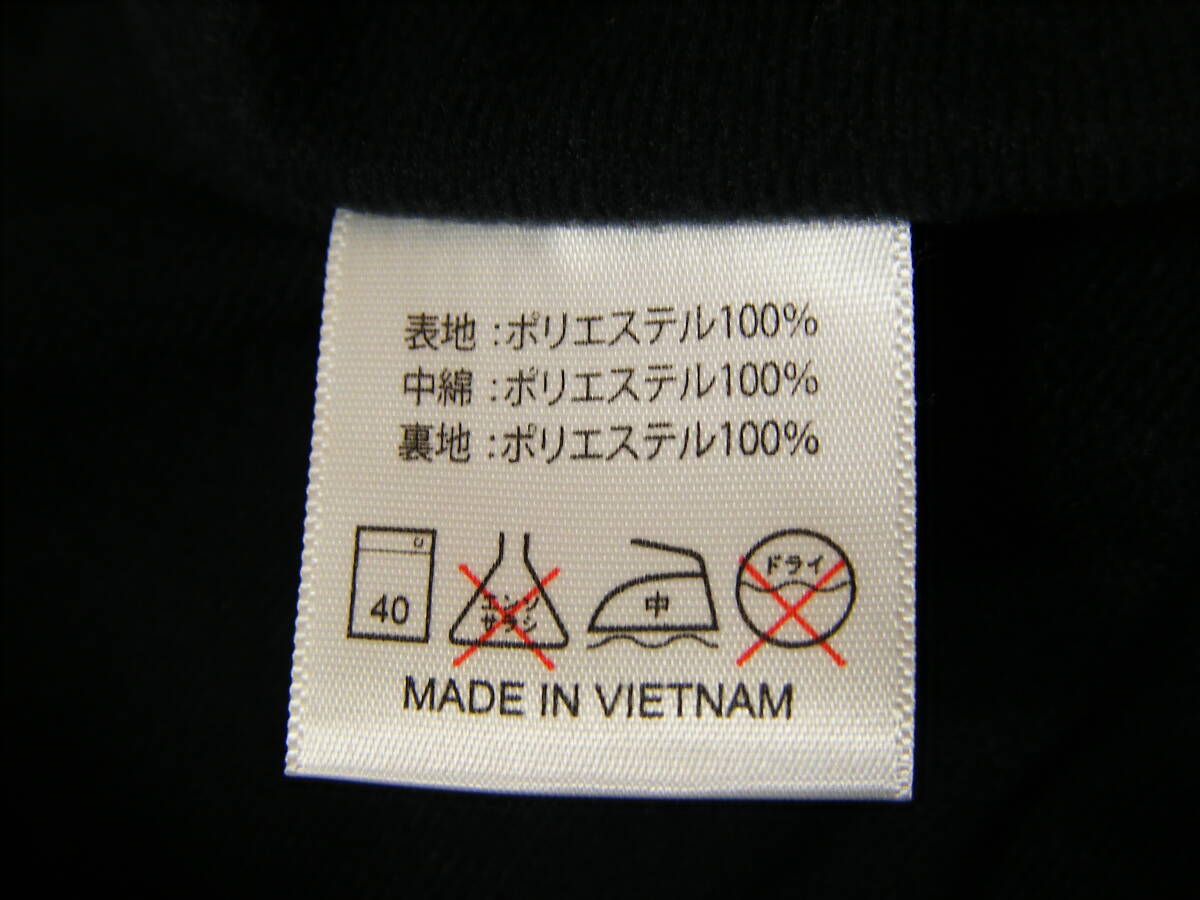 表地 :ポリエステル100%
中綿 :ポリエステル100%
裏地 :ポリエステル100%
40
エンソ
サラシ
中
ドライ
MADE IN VIETNAM